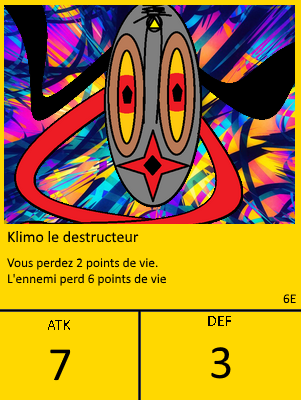 Klimo le destructeur
Vous perdez 2 points de vie.
L'ennemi perd 6 points de vie
6E
ATK
DEF
7
3